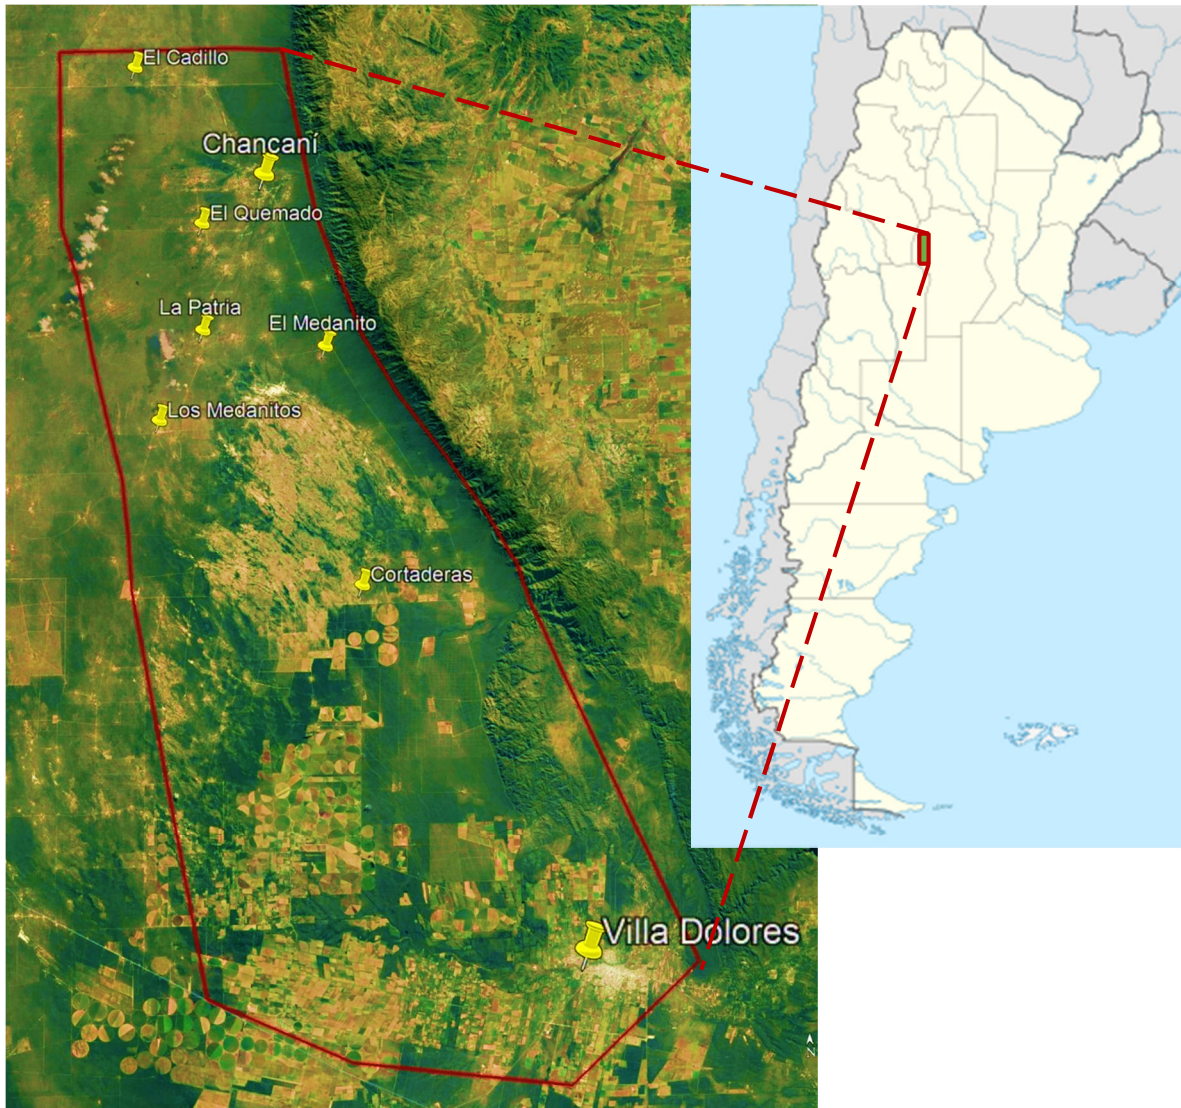 El Cadillo
Chancaní
El Quemado
La Patria
El Medanito
Los Medanitos
Cortaderas
Villa Dolores
N